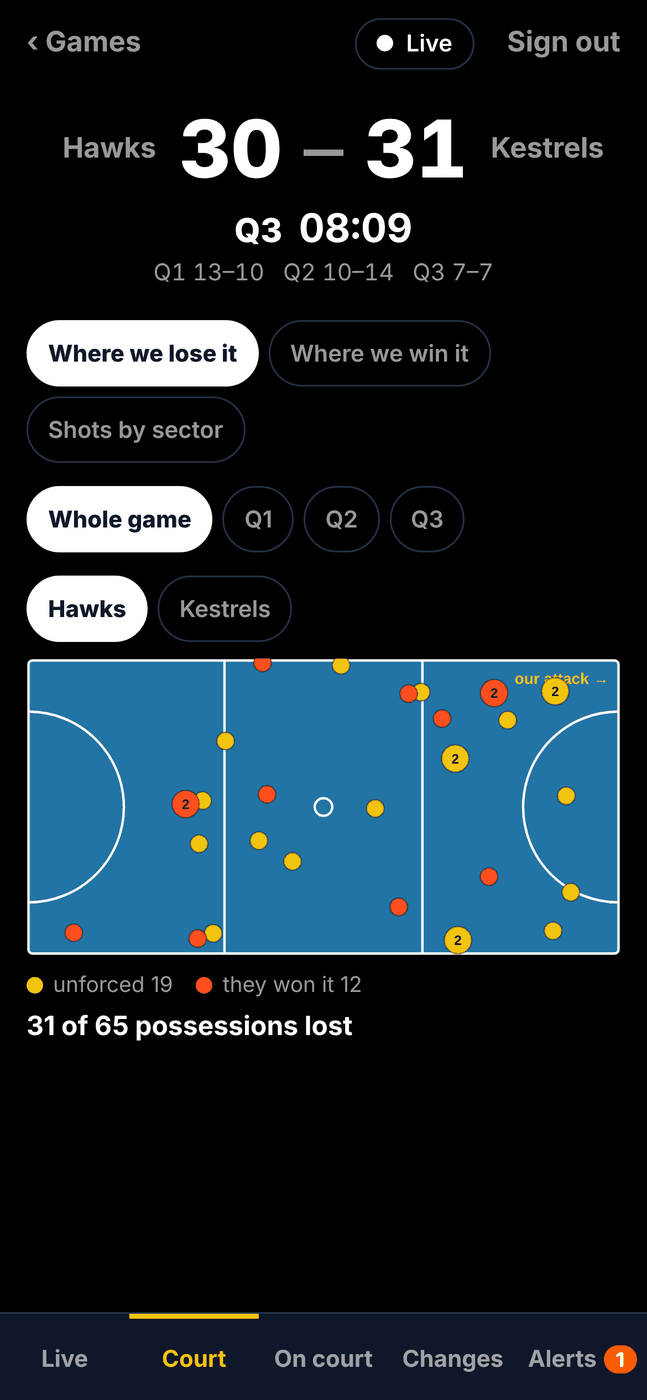 ‹ Games
Live
Sign out
Hawks 30 – 31 Kestrels
Q3 08:09
Q1 13–10 Q2 10–14 Q3 7–7
Where we lose it
Where we win it
Shots by sector
Whole game
Q1
Q2
Q3
Hawks
Kestrels
our attack →
2
2
2
2
2
unforced 19
they won it 12
31 of 65 possessions lost
Live
Court
On court
Changes
Alerts 1